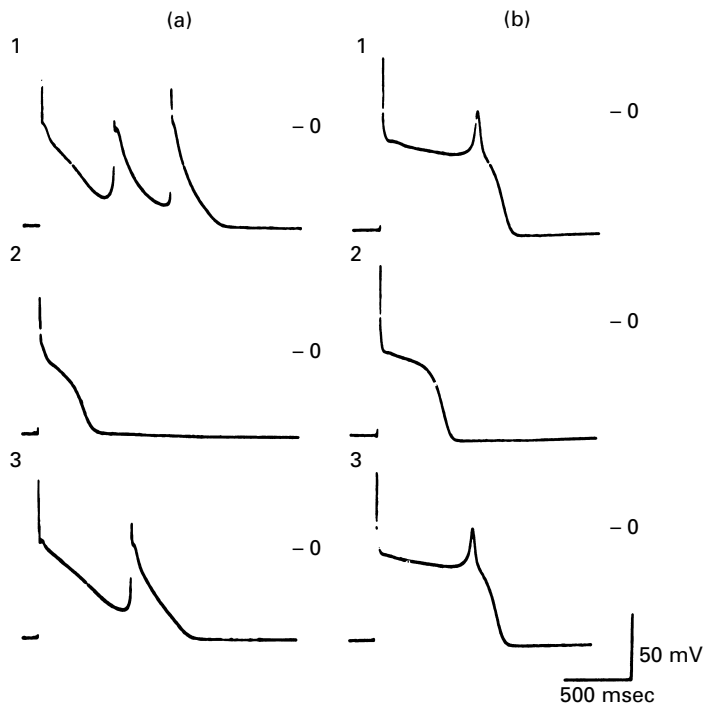 (a) (b)
1 1
– 0 – 0
2 2
– 0 – 0
3 3
– 0 – 0
50 mV
500 msec